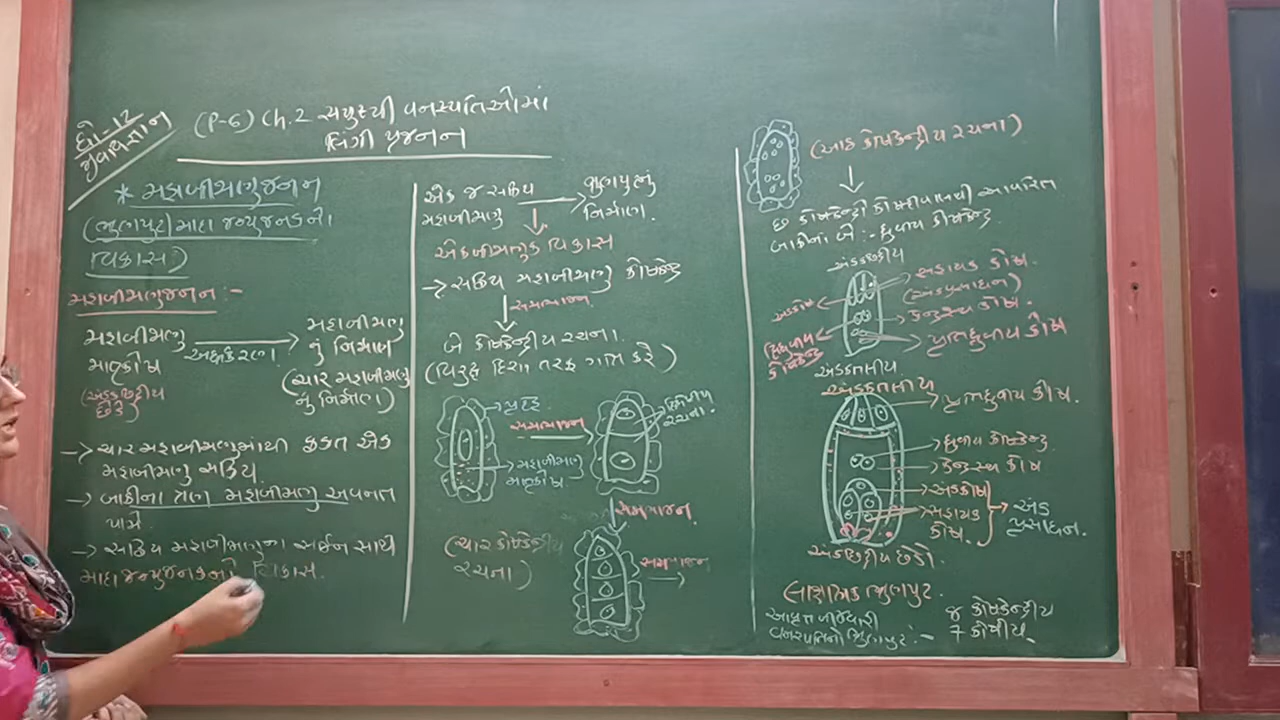 ધો-12
જીવવિજ્ઞાન
(P-6) Ch.2 સપુષ્પી વનસ્પતિઓમાં
લિંગી પ્રજનન
* મહાબીજાણુજનન
(ભ્રૂણપુટ) માદા જન્યુજનકનો
વિકાસ :
મહાબીજાણુજનન :-
મહાબીજાણુ
માતૃકોષ
અર્ધીકરણ
મહાબીજાણુ
નું નિર્માણ
(ચાર મહાબીજાણુ
નું નિર્માણ)
(અંડકછિદ્રીય
છેડે)
→ ચાર મહાબીજાણુમાંથી ફક્ત એક
મહાબીજાણુ સક્રિય
→ બાકીના ત્રણ મહાબીજાણુ અવનત
પામે.
→ સક્રિય મહાબીજાણુના સર્જન સાથે
માદા જન્યુજનકનો વિકાસ.
એક જ સક્રિય
મહાબીજાણુ
ભ્રૂણપુટનું
નિર્માણ.
એકબીજાણુક વિકાસ
→ સક્રિય મહાબીજાણુ કોષકેન્દ્ર
સમભાજન.
બે કોષકેન્દ્રીય રચના.
(વિરુદ્ધ દિશા તરફ ગતિ કરે)
પ્રદેહ
મહાબીજાણુ
માતૃકોષ
સમભાજન
દ્વિકોષીય
રચના.
સમભાજન.
(ચાર કોષકેન્દ્રીય
રચના)
સમભાજન
(આઠ કોષકેન્દ્રીય રચના)
છ કોષકેન્દ્રો કોષદીવાલથી આવરિત
બાકીનાં બે :- ધ્રુવીય કોષકેન્દ્ર
અંડકછિદ્રીય
સહાયક કોષ.
(અંડપ્રસાધન)
અંડકોષ
કેન્દ્રસ્થ કોષ.
પ્રતિધ્રુવીય કોષ
કોષકેન્દ્ર
અંડકતલીય
અંડકતલીય
પ્રતિધ્રુવીય કોષ.
ધ્રુવીય કોષકેન્દ્ર
કેન્દ્રસ્થ કોષ
અંડકોષ
સહાયક
કોષ.
અંડ
પ્રસાધન.
અંડકછિદ્રીય છેડો.
લાક્ષણિક ભ્રૂણપુટ.
આવૃત બીજધારી
વનસ્પતિનો ભ્રૂણપુટ :-
8 કોષકેન્દ્રીય
7 કોષીય